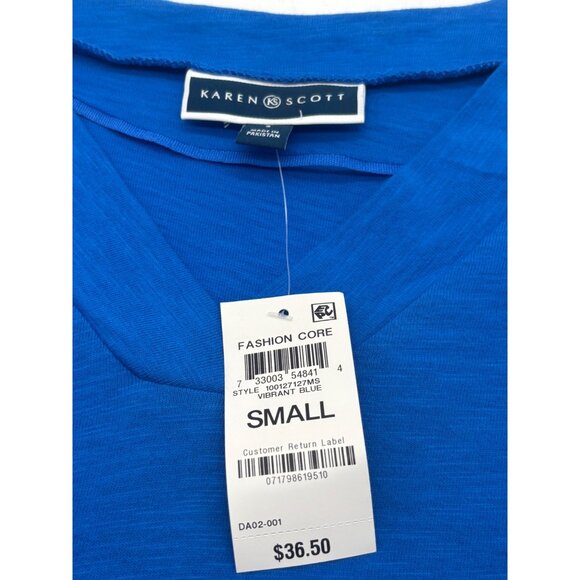 KAREN KS SCOTT
S
MADE IN
PAKISTAN
FASHION CORE
7 33003 54841 4
STYLE 100127127MS
VIBRANT BLUE
SMALL
Customer Return Label
071798619510
DA02-001
$36.50